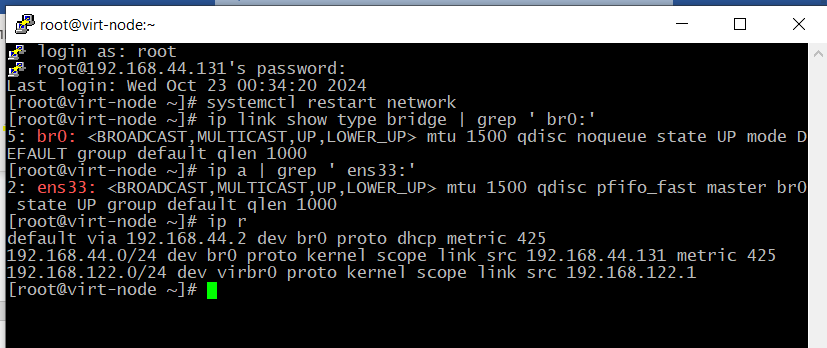 root@virt-node:~
login as: root
root@192.168.44.131's password:
Last login: Wed Oct 23 00:34:20 2024
[root@virt-node ~]# systemctl restart network
[root@virt-node ~]# ip link show type bridge | grep ' br0:'
5: br0: <BROADCAST,MULTICAST,UP,LOWER_UP> mtu 1500 qdisc noqueue state UP mode D
EFAULT group default qlen 1000
[root@virt-node ~]# ip a | grep ' ens33:'
2: ens33: <BROADCAST,MULTICAST,UP,LOWER_UP> mtu 1500 qdisc pfifo_fast master br0
 state UP group default qlen 1000
[root@virt-node ~]# ip r
default via 192.168.44.2 dev br0 proto dhcp metric 425
192.168.44.0/24 dev br0 proto kernel scope link src 192.168.44.131 metric 425
192.168.122.0/24 dev virbr0 proto kernel scope link src 192.168.122.1
[root@virt-node ~]#